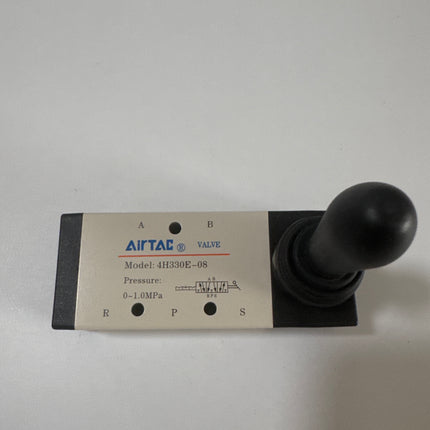 A B
AirTAC ® VALVE
Model: 4H330E-08
Pressure:
0~1.0MPa
A B
R P S
R P S